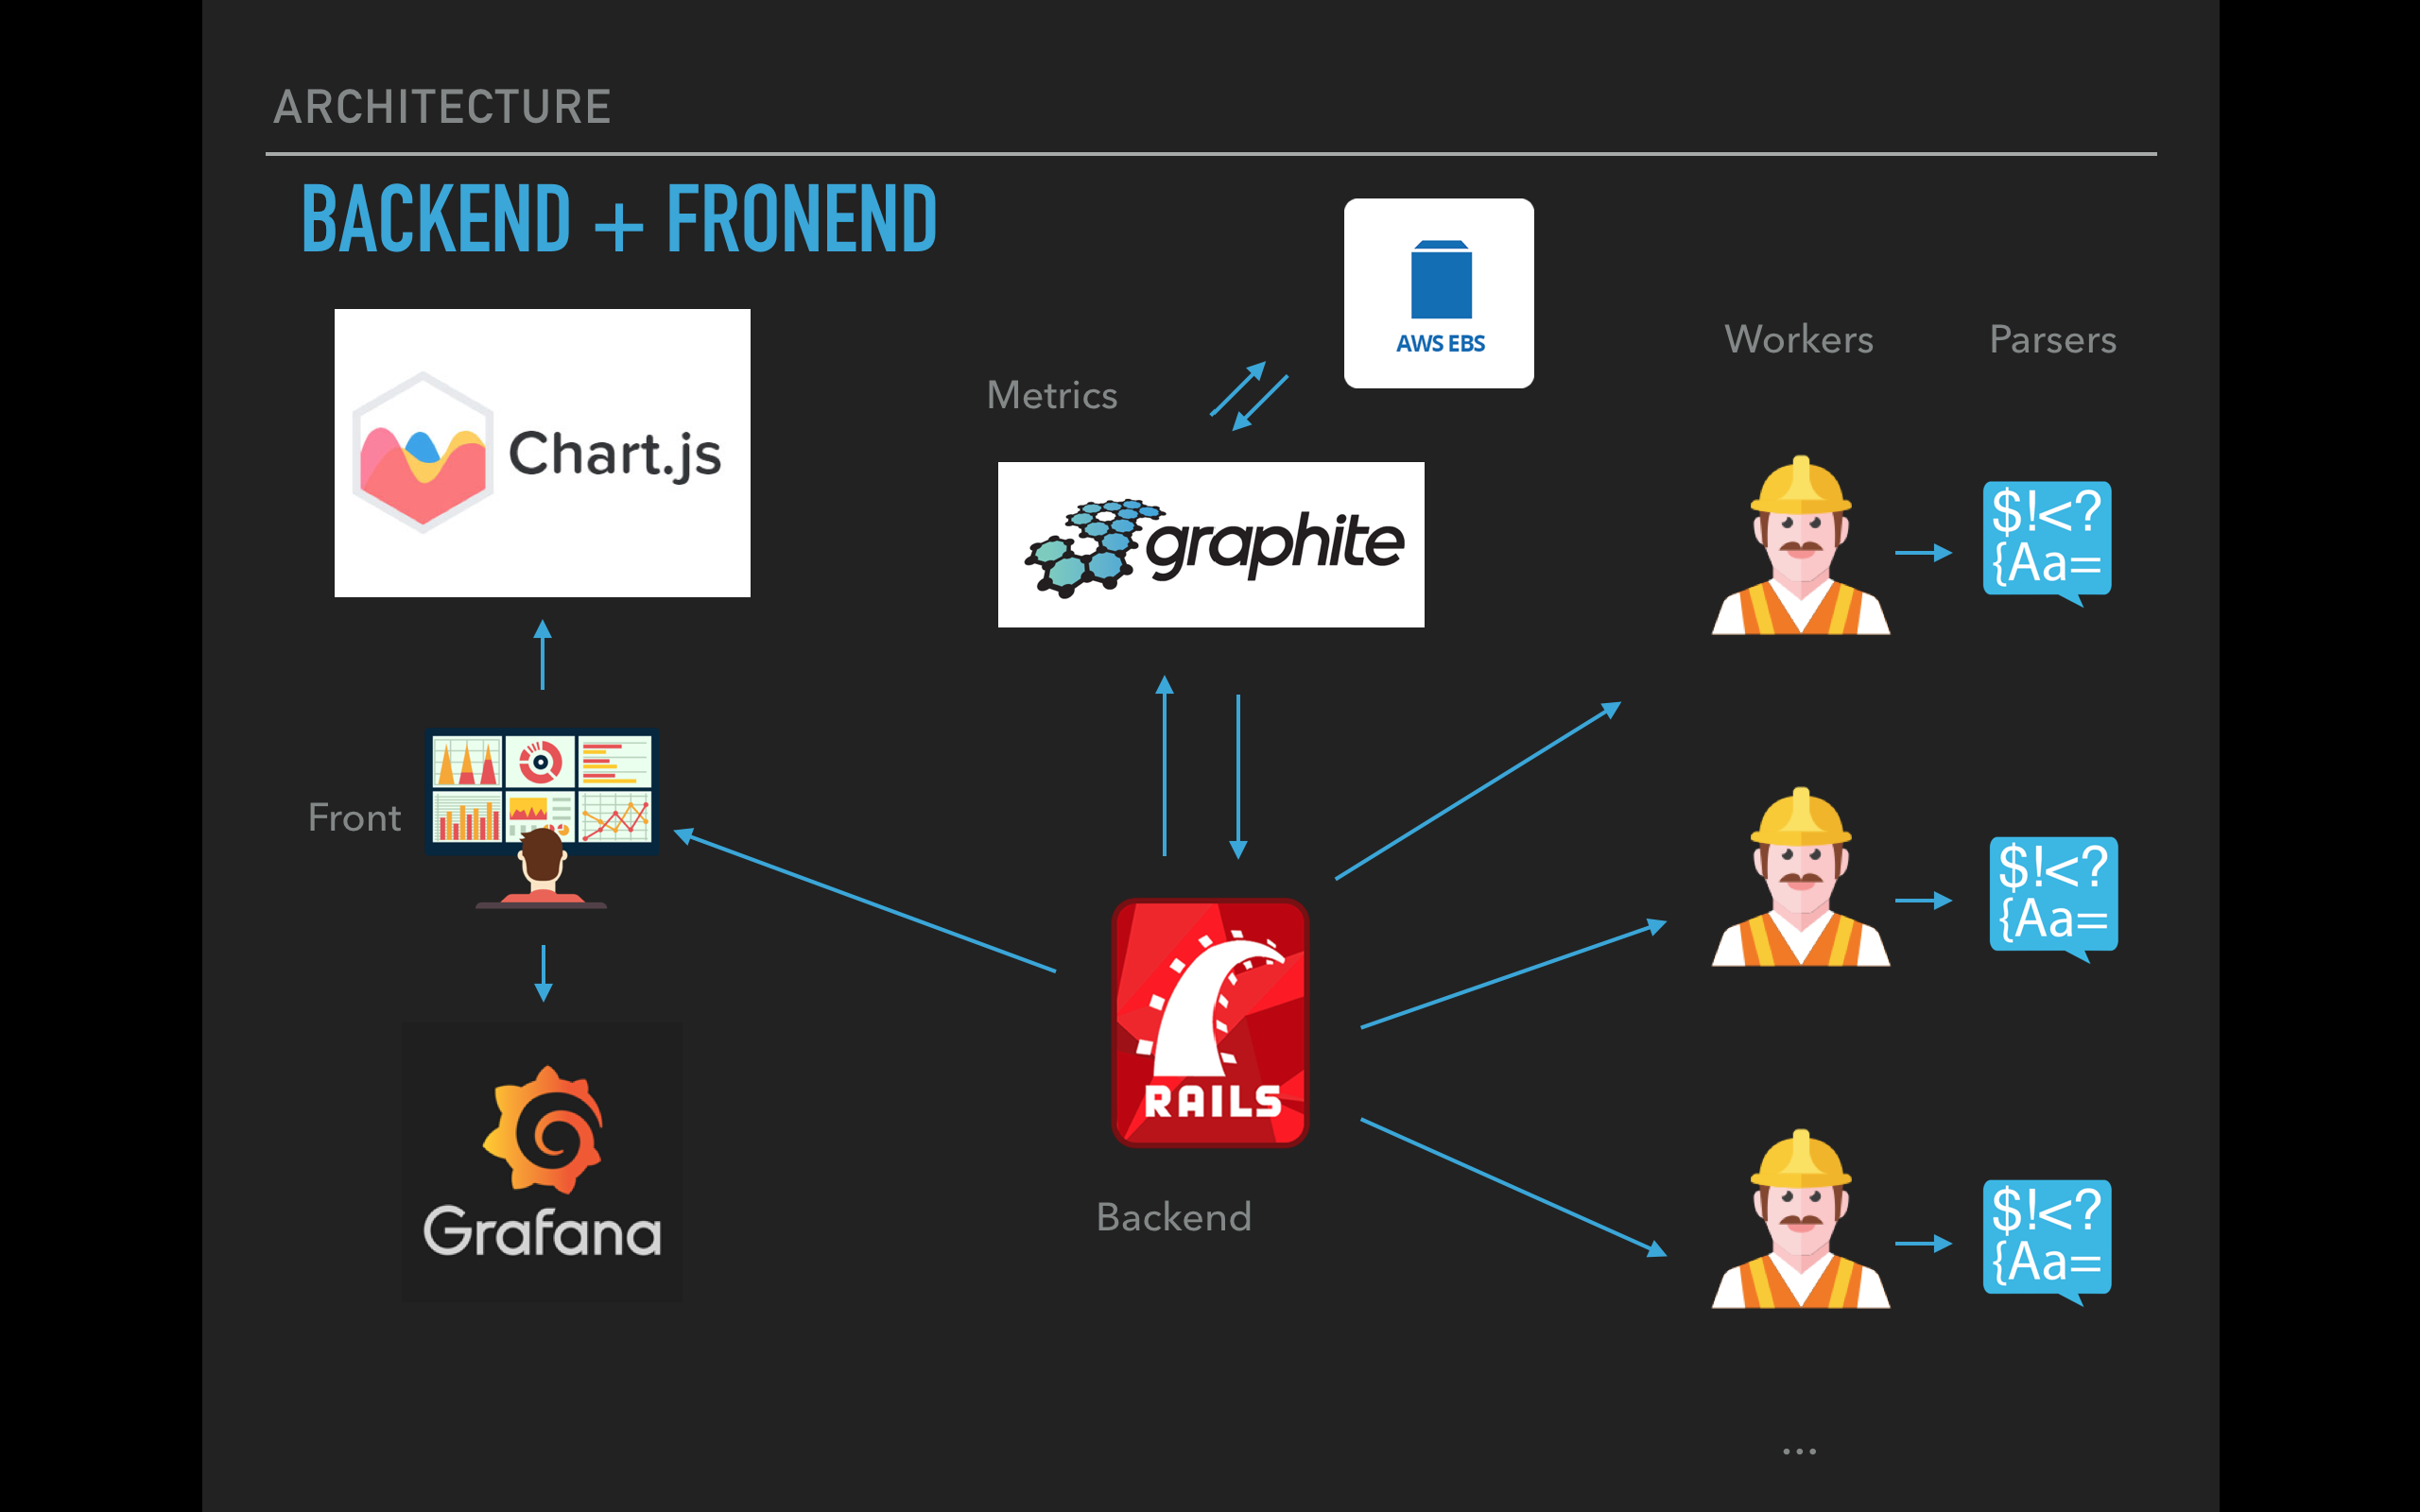 ARCHITECTURE
BACKEND + FRONEND
AWS EBS
Workers
Parsers
Metrics
Chart.js
graphite
$!<?
{Aa=
Front
$!<?
{Aa=
RAILS
Backend
Grafana
$!<?
{Aa=
...